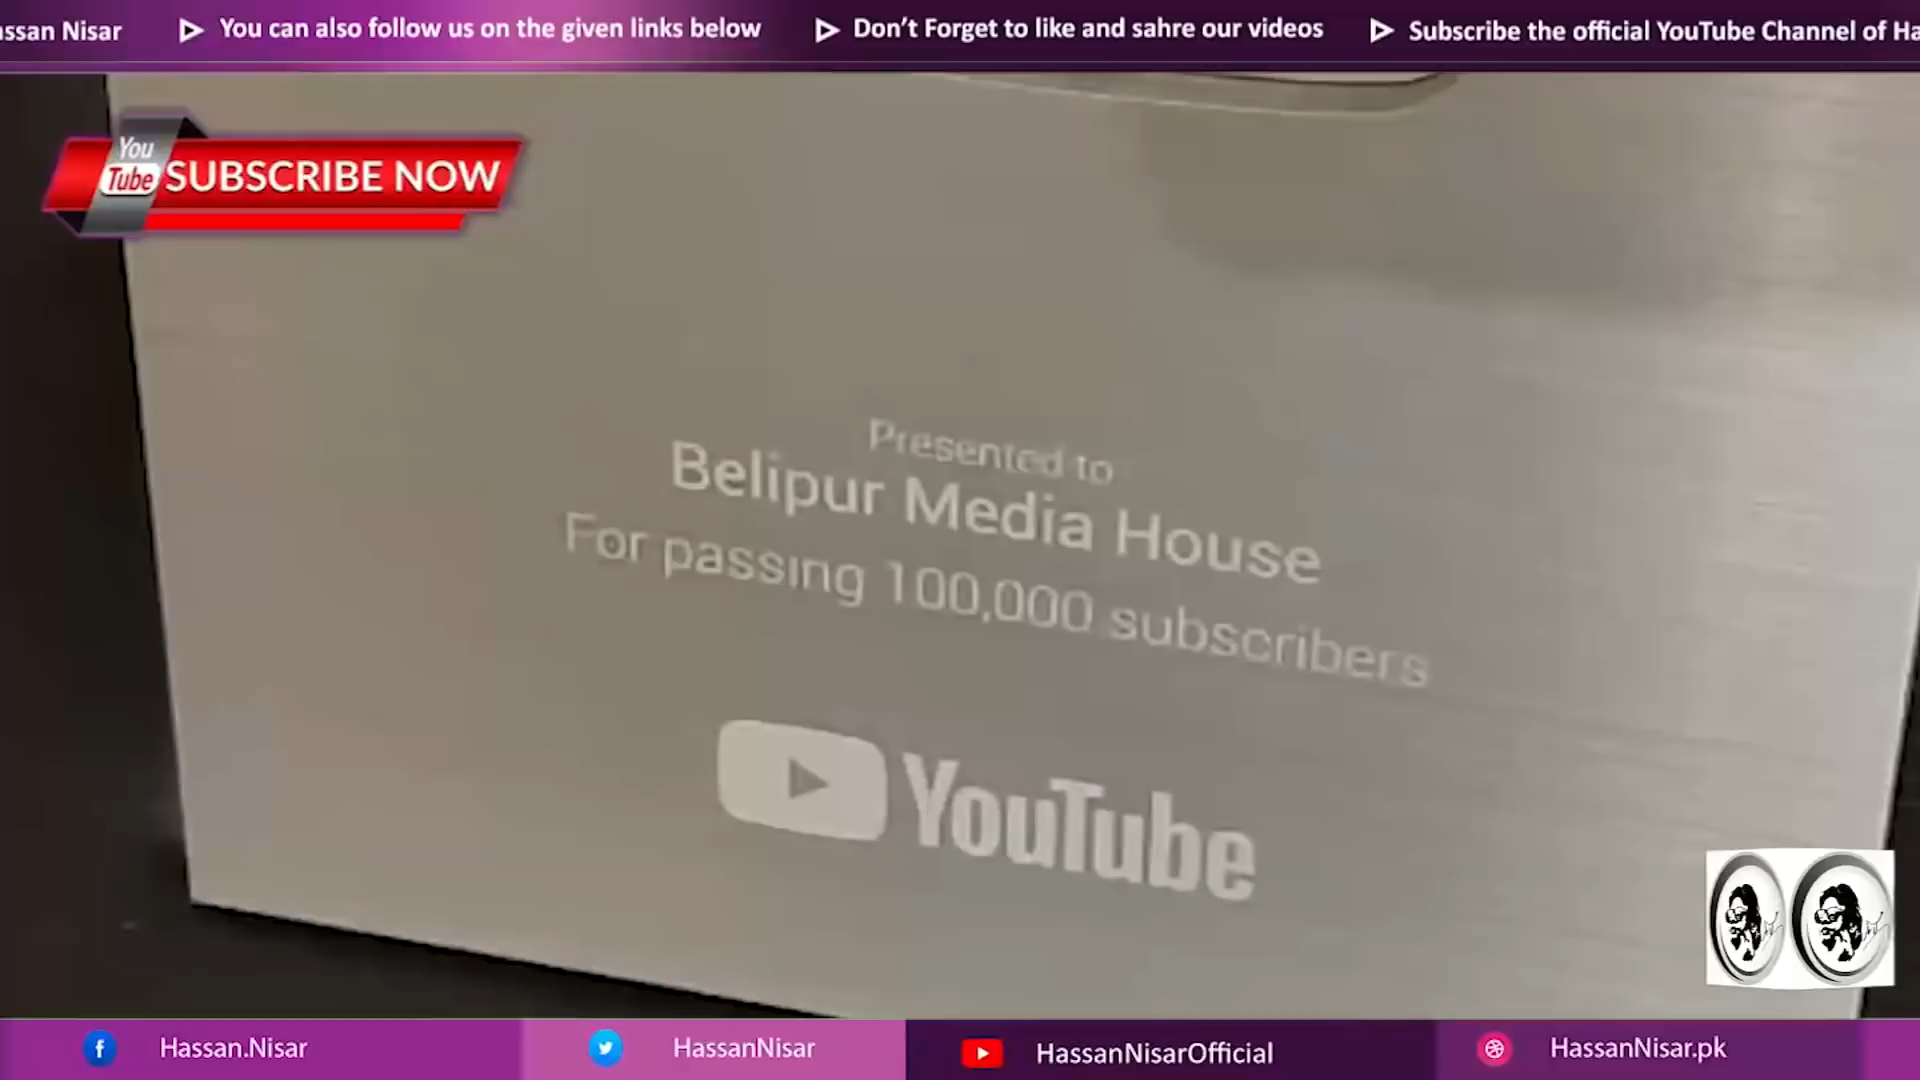 ssan Nisar
You can also follow us on the given links below
Don’t Forget to like and sahre our videos
Subscribe the official YouTube Channel of Ha
You
Tube
SUBSCRIBE NOW
Presented to
Belipur Media House
For passing 100,000 subscribers
YouTube
Hassan.Nisar
HassanNisar
HassanNisarOfficial
HassanNisar.pk